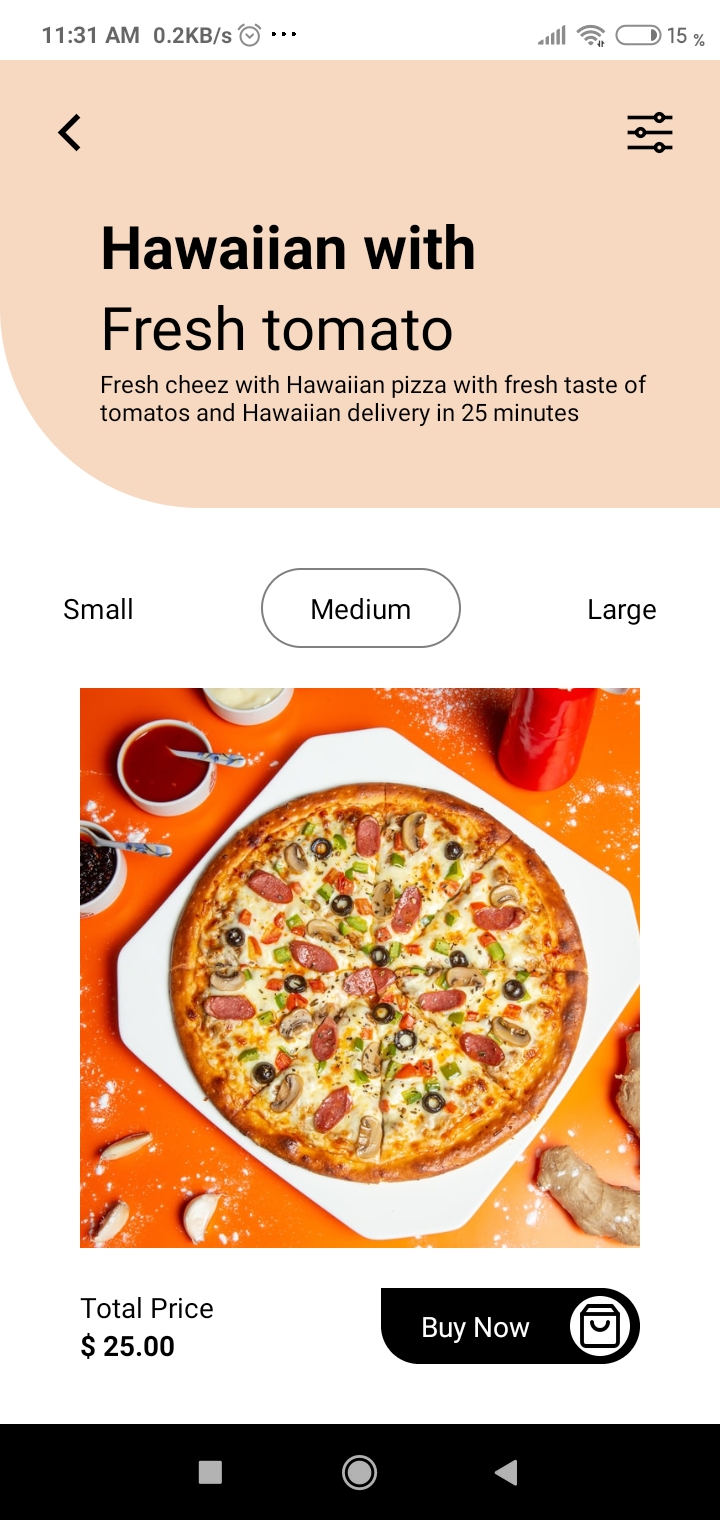 11:31 AM 0.2KB/s ...
15 %
Hawaiian with
Fresh tomato
Fresh cheez with Hawaiian pizza with fresh taste of
tomatos and Hawaiian delivery in 25 minutes
Small Medium Large
Total Price
$ 25.00
Buy Now